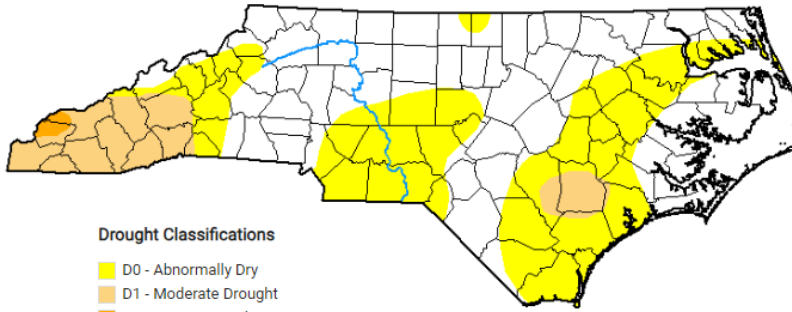 Drought Classifications
D0 - Abnormally Dry
D1 - Moderate Drought